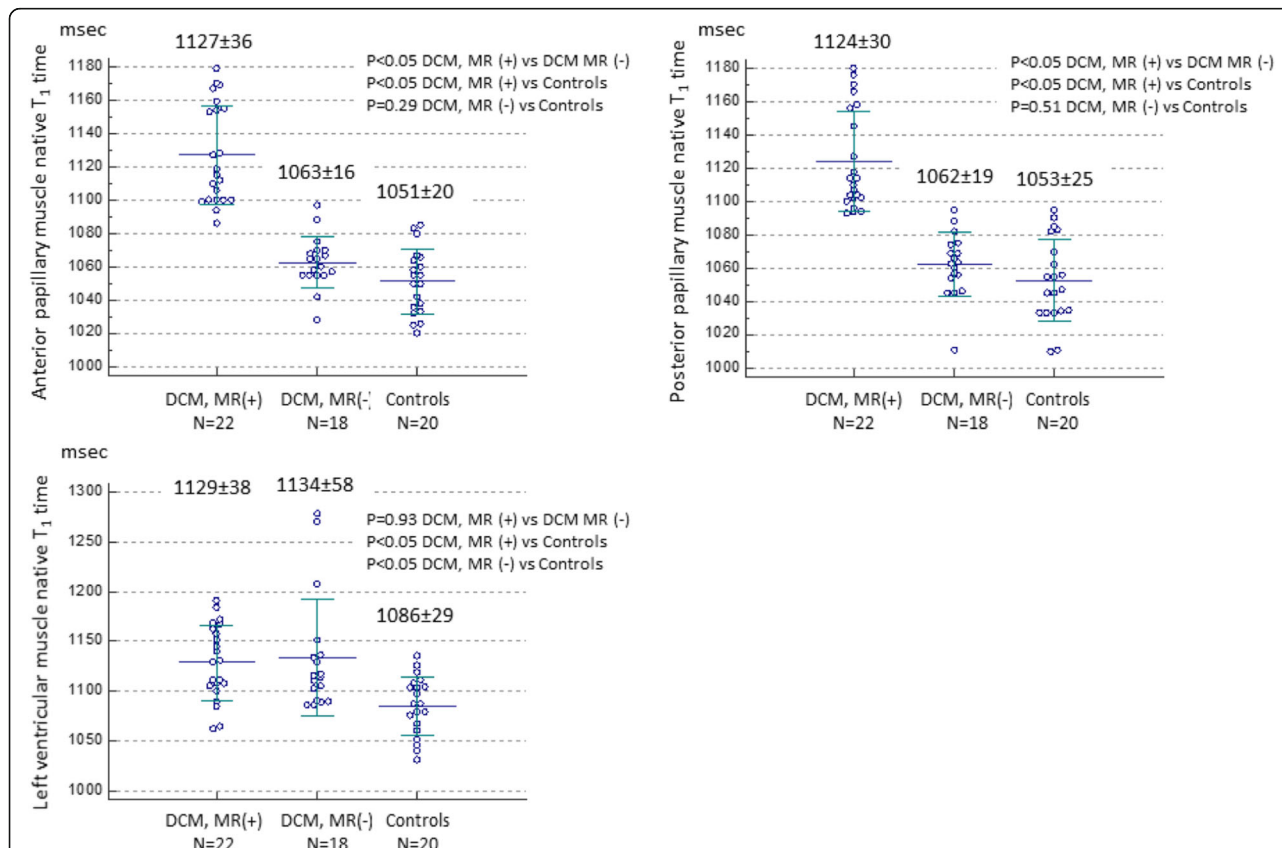 msec
1127±36
P<0.05 DCM, MR (+) vs DCM MR (-)
P<0.05 DCM, MR (+) vs Controls
P=0.29 DCM, MR (-) vs Controls
1063±16
1051±20
Anterior papillary muscle native T1 time
1180
1160
1140
1120
1100
1080
1060
1040
1020
1000
DCM, MR(+)
N=22
DCM, MR(-)
N=18
Controls
N=20
msec
1124±30
P<0.05 DCM, MR (+) vs DCM MR (-)
P<0.05 DCM, MR (+) vs Controls
P=0.51 DCM, MR (-) vs Controls
1062±19
1053±25
Posterior papillary muscle native T1 time
1180
1160
1140
1120
1100
1080
1060
1040
1020
1000
DCM, MR(+)
N=22
DCM, MR(-)
N=18
Controls
N=20
msec
1129±38
1134±58
P=0.93 DCM, MR (+) vs DCM MR (-)
P<0.05 DCM, MR (+) vs Controls
P<0.05 DCM, MR (-) vs Controls
1086±29
Left ventricular muscle native T1 time
1300
1250
1200
1150
1100
1050
1000
DCM, MR(+)
N=22
DCM, MR(-)
N=18
Controls
N=20